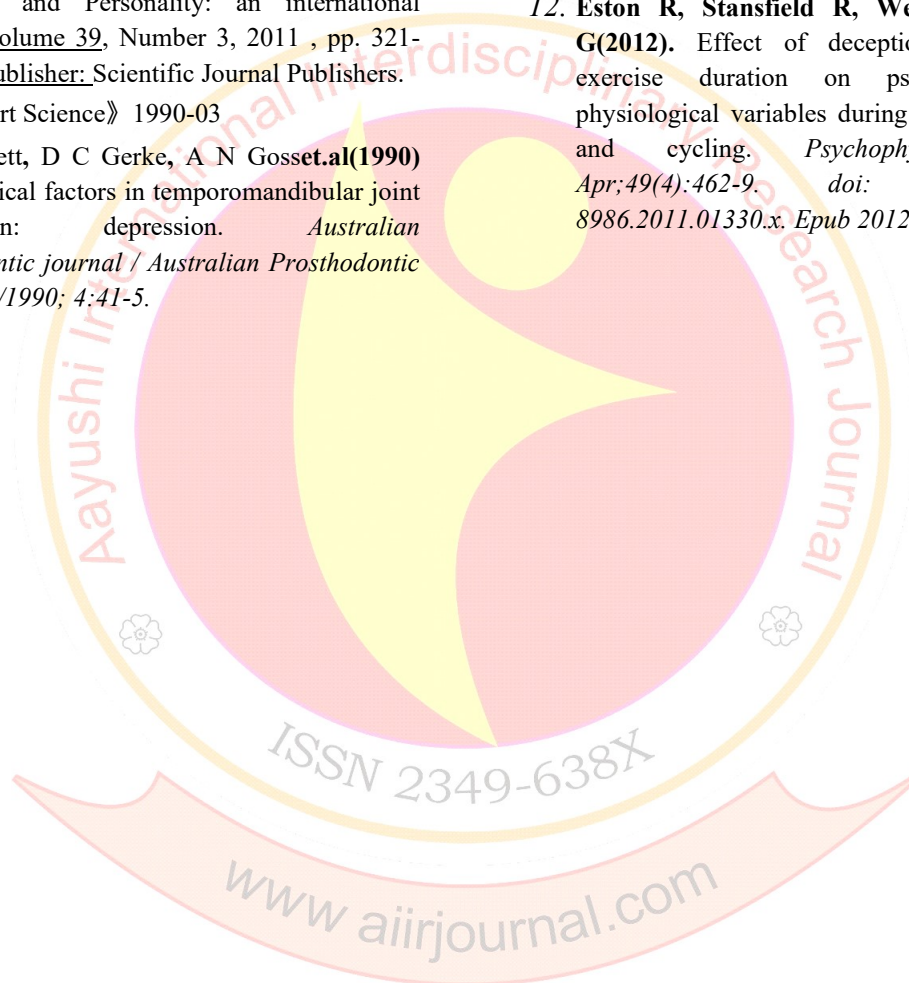 and Personality: an international
olume 39, Number 3, 2011 , pp. 321-
ublisher: Scientific Journal Publishers.
rt Science》 1990-03
ett, D C Gerke, A N Gosset.al(1990)
ical factors in temporomandibular joint
n: depression. Australian
ntic journal / Australian Prosthodontic
/1990; 4:41-5.
12. Eston R, Stansfield R, We
G(2012). Effect of deceptio
exercise duration on ps
physiological variables during
and cycling. Psychophy
Apr;49(4):462-9. doi:
8986.2011.01330.x. Epub 2012
Aayushi International Interdisciplinary Research Journal
ISSN 2349-638X
www.aiirjournal.com